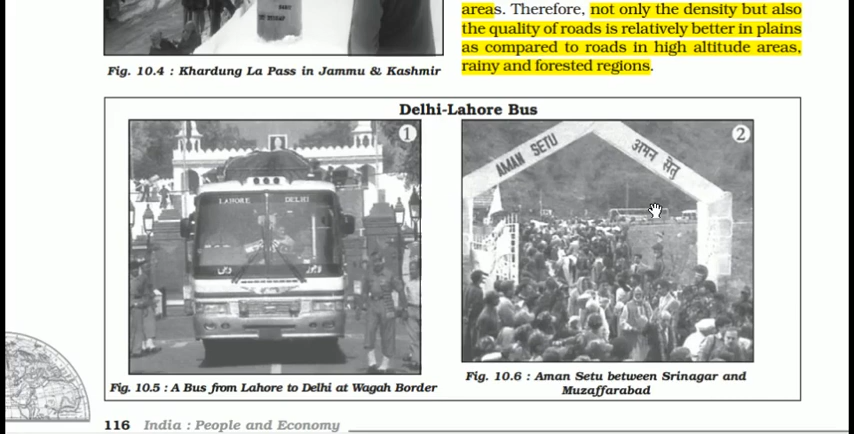 areas. Therefore, not only the density but also
the quality of roads is relatively better in plains
as compared to roads in high altitude areas,
rainy and forested regions.
Fig. 10.4 : Khardung La Pass in Jammu & Kashmir
Delhi-Lahore Bus
1
LAHORE DELHI
2
AMAN SETU
अमन सेतु
Fig. 10.5 : A Bus from Lahore to Delhi at Wagah Border
Fig. 10.6 : Aman Setu between Srinagar and
Muzaffarabad
116 India : People and Economy